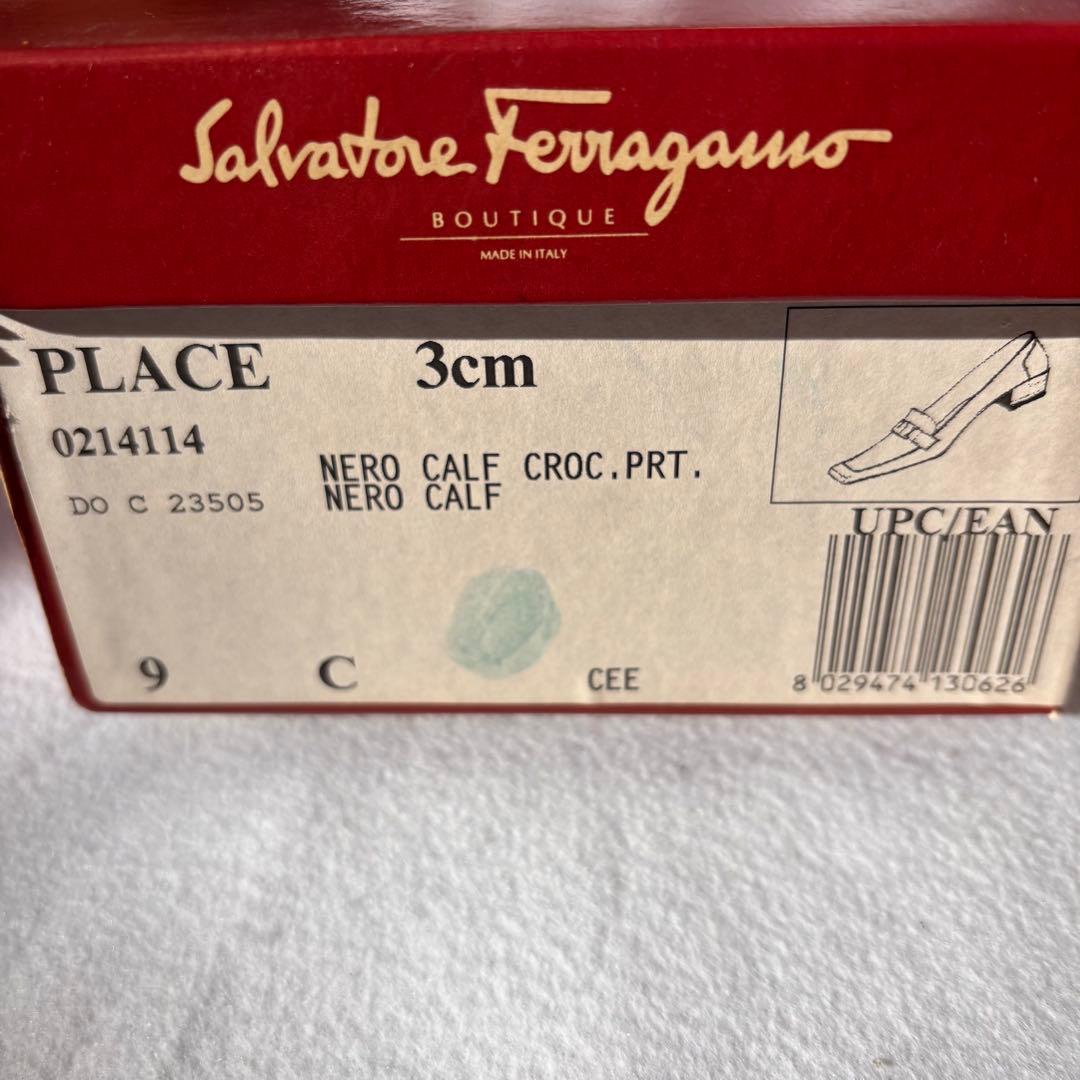 Salvatore Ferragamo
BOUTIQUE
MADE IN ITALY
PLACE 3cm
0214114
NERO CALF CROC.PRT.
DO C 23505 NERO CALF
UPC/EAN
9 C CEE
8 029474 130626